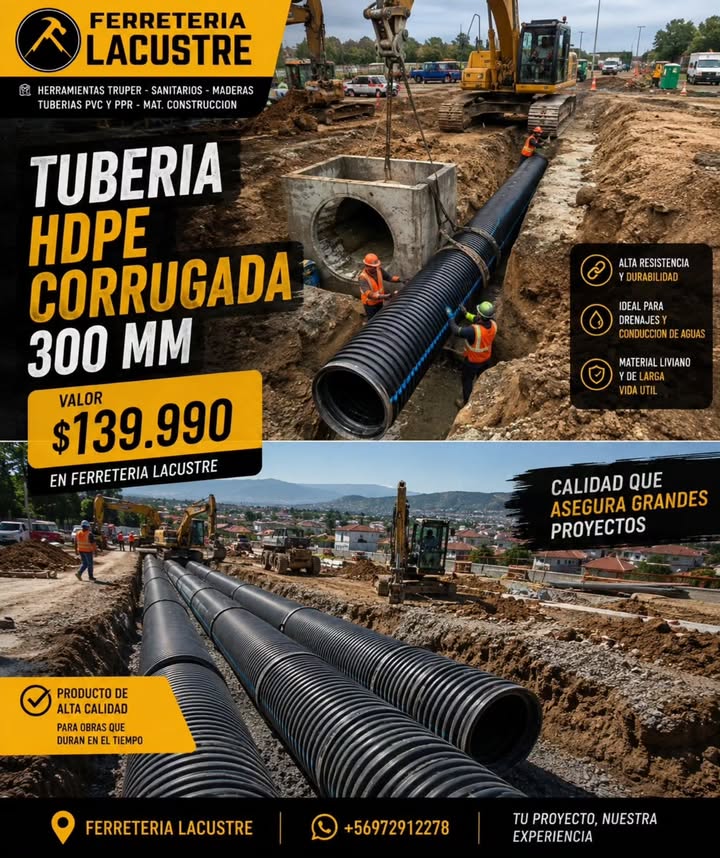 FERRETERIA
LACUSTRE
HERRAMIENTAS TRUPER - SANITARIOS - MADERAS
TUBERIAS PVC Y PPR - MAT. CONSTRUCCION
TUBERIA
HDPE
CORRUGADA
300 MM
VALOR
$139.990
EN FERRETERIA LACUSTRE
ALTA RESISTENCIA
Y DURABILIDAD
IDEAL PARA
DRENAJES Y
CONDUCCION DE AGUAS
MATERIAL LIVIANO
Y DE LARGA
VIDA UTIL
CALIDAD QUE
ASEGURA GRANDES
PROYECTOS
PRODUCTO DE
ALTA CALIDAD
PARA OBRAS QUE
DURAN EN EL TIEMPO
FERRETERIA LACUSTRE
+56972912278
TU PROYECTO, NUESTRA
EXPERIENCIA